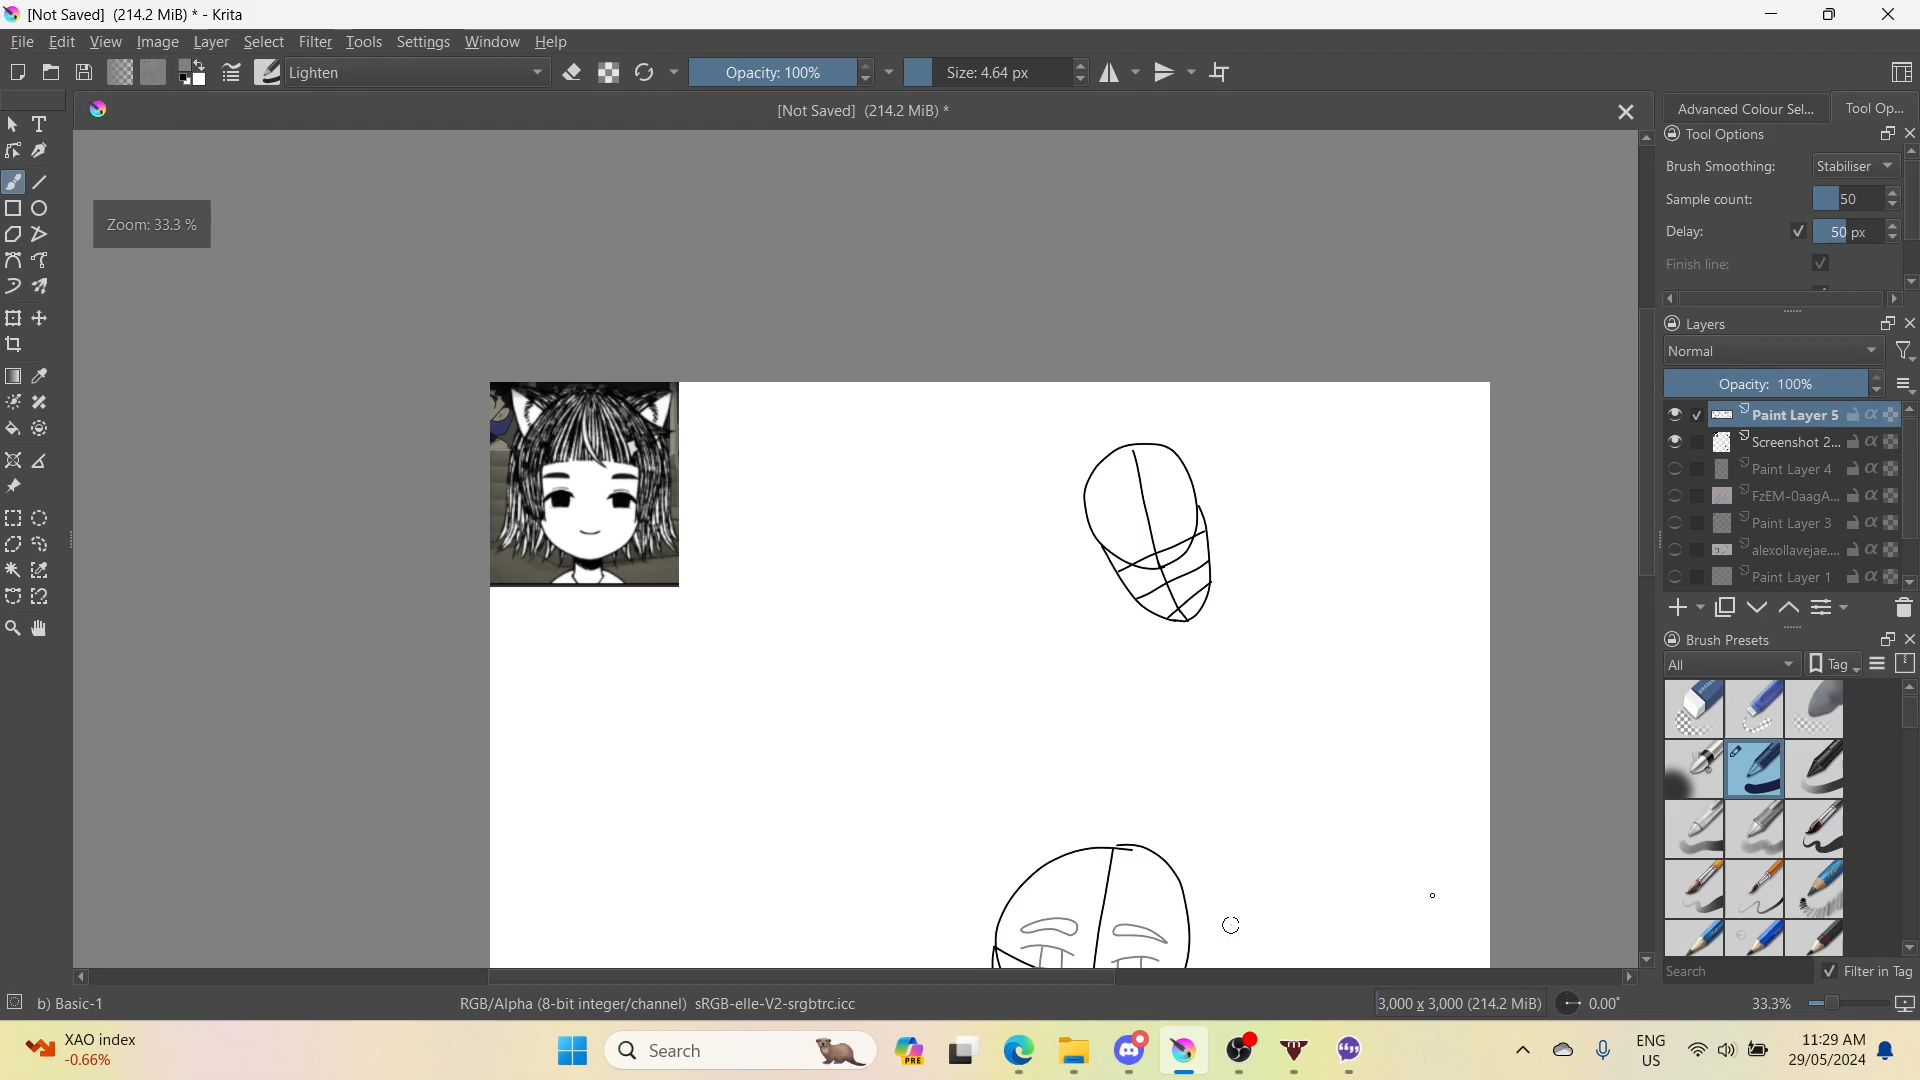 [Not Saved]  (214.2 MiB) * - Krita
File Edit View Image Layer Select Filter Tools Settings Window Help
Lighten Opacity: 100% Size: 4.64 px
[Not Saved]  (214.2 MiB) *
Advanced Colour Sel... Tool Op...
Tool Options
Brush Smoothing: Stabiliser
Sample count: 50
Zoom: 33.3 %
Delay: 50 px
Finish line:
Layers
Normal
Opacity: 100%
Paint Layer 5
Screenshot 2...
Paint Layer 4
FzEM-0aagA...
Paint Layer 3
alexollavejae....
Paint Layer 1
Brush Presets
All Tag
Search Filter in Tag
b) Basic-1 RGB/Alpha (8-bit integer/channel)  sRGB-elle-V2-srgbtrc.icc 3,000 x 3,000 (214.2 MiB) 0.00° 33.3%
XAO index
-0.66%
Search
PRE
ENG
US
11:29 AM
29/05/2024